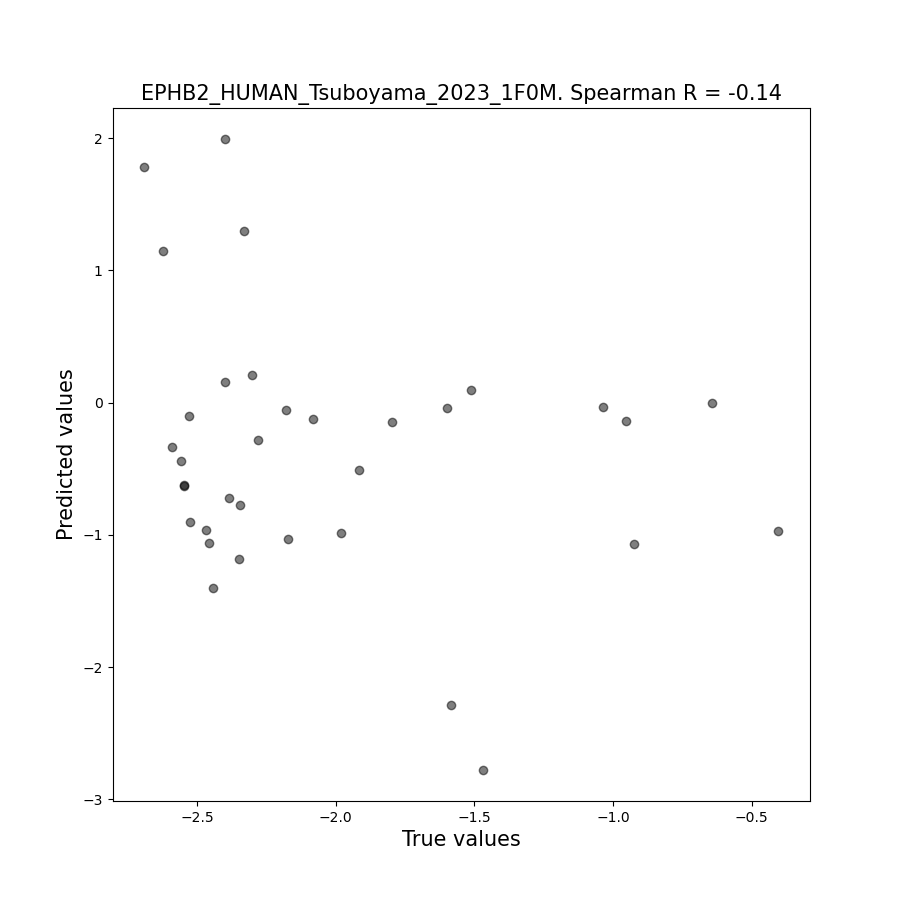 EPHB2_HUMAN_Tsuboyama_2023_1F0M. Spearman R = -0.14
2
1
0
−1
−2
−3
Predicted values
−2.5 −2.0 −1.5 −1.0 −0.5
True values